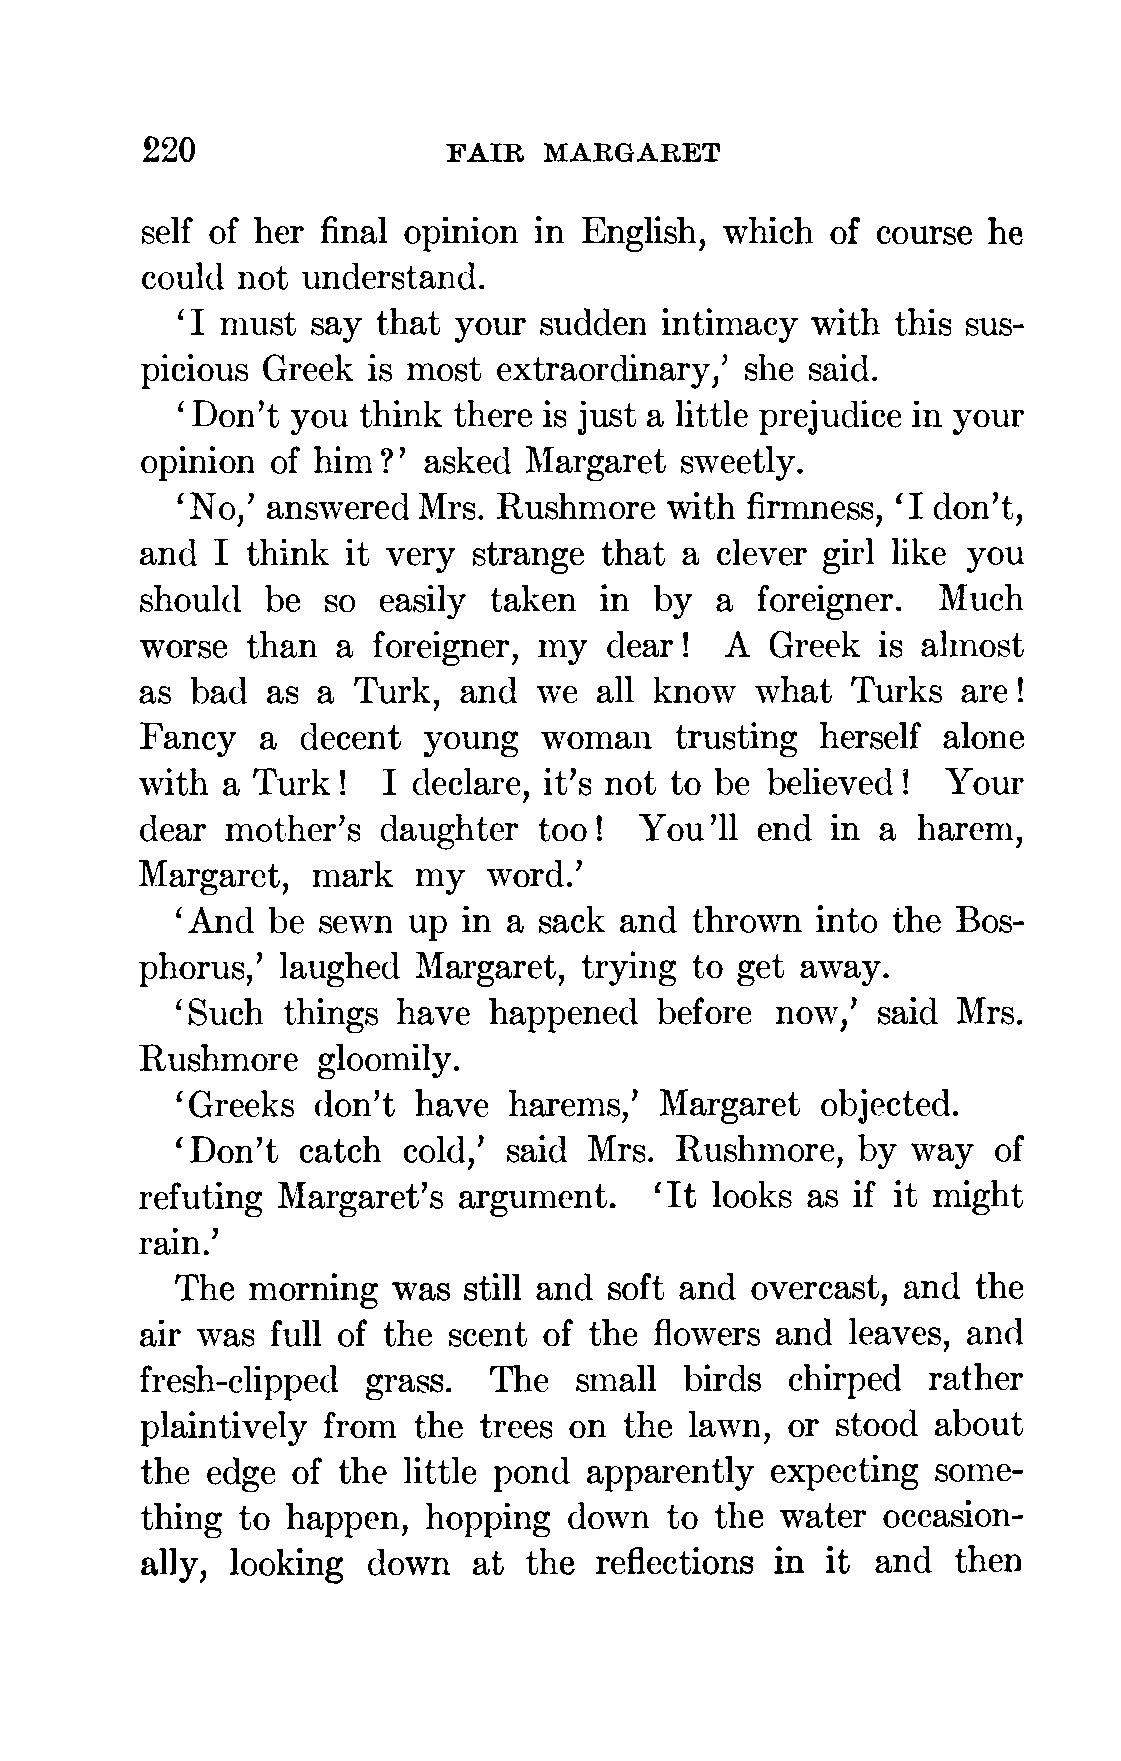 220 FAIR MARGARET
self of her final opinion in English, which of course he
could not understand.
'I must say that your sudden intimacy with this sus-
picious Greek is most extraordinary,' she said.
'Don't you think there is just a little prejudice in your
opinion of him?' asked Margaret sweetly.
'No,' answered Mrs. Rushmore with firmness, 'I don't,
and I think it very strange that a clever girl like you
should be so easily taken in by a foreigner. Much
worse than a foreigner, my dear! A Greek is almost
as bad as a Turk, and we all know what Turks are!
Fancy a decent young woman trusting herself alone
with a Turk! I declare, it's not to be believed! Your
dear mother's daughter too! You'll end in a harem,
Margaret, mark my word.'
'And be sewn up in a sack and thrown into the Bos-
phorus,' laughed Margaret, trying to get away.
'Such things have happened before now,' said Mrs.
Rushmore gloomily.
'Greeks don't have harems,' Margaret objected.
'Don't catch cold,' said Mrs. Rushmore, by way of
refuting Margaret's argument. 'It looks as if it might
rain.'
The morning was still and soft and overcast, and the
air was full of the scent of the flowers and leaves, and
fresh-clipped grass. The small birds chirped rather
plaintively from the trees on the lawn, or stood about
the edge of the little pond apparently expecting some-
thing to happen, hopping down to the water occasion-
ally, looking down at the reflections in it and then